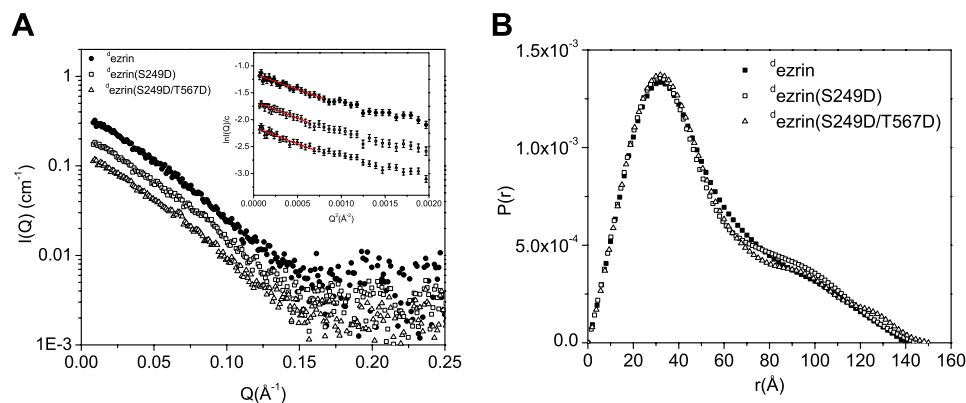 A
ᵈezrin
ᵈezrin(S249D)
ᵈezrin(S249D/T567D)
1
0.1
0.01
1E-3
I(Q) (cm⁻¹)
0.00 0.05 0.10 0.15 0.20 0.25
Q(Å⁻¹)
-1.0
-1.5
-2.0
-2.5
-3.0
lnI(Q)/c
0.0000 0.0005 0.0010 0.0015 0.0020
Q²(Å⁻²)
B
ᵈezrin
ᵈezrin(S249D)
ᵈezrin(S249D/T567D)
1.5x10⁻³
1.0x10⁻³
5.0x10⁻⁴
0.0
P(r)
0 20 40 60 80 100 120 140 160
r(Å)